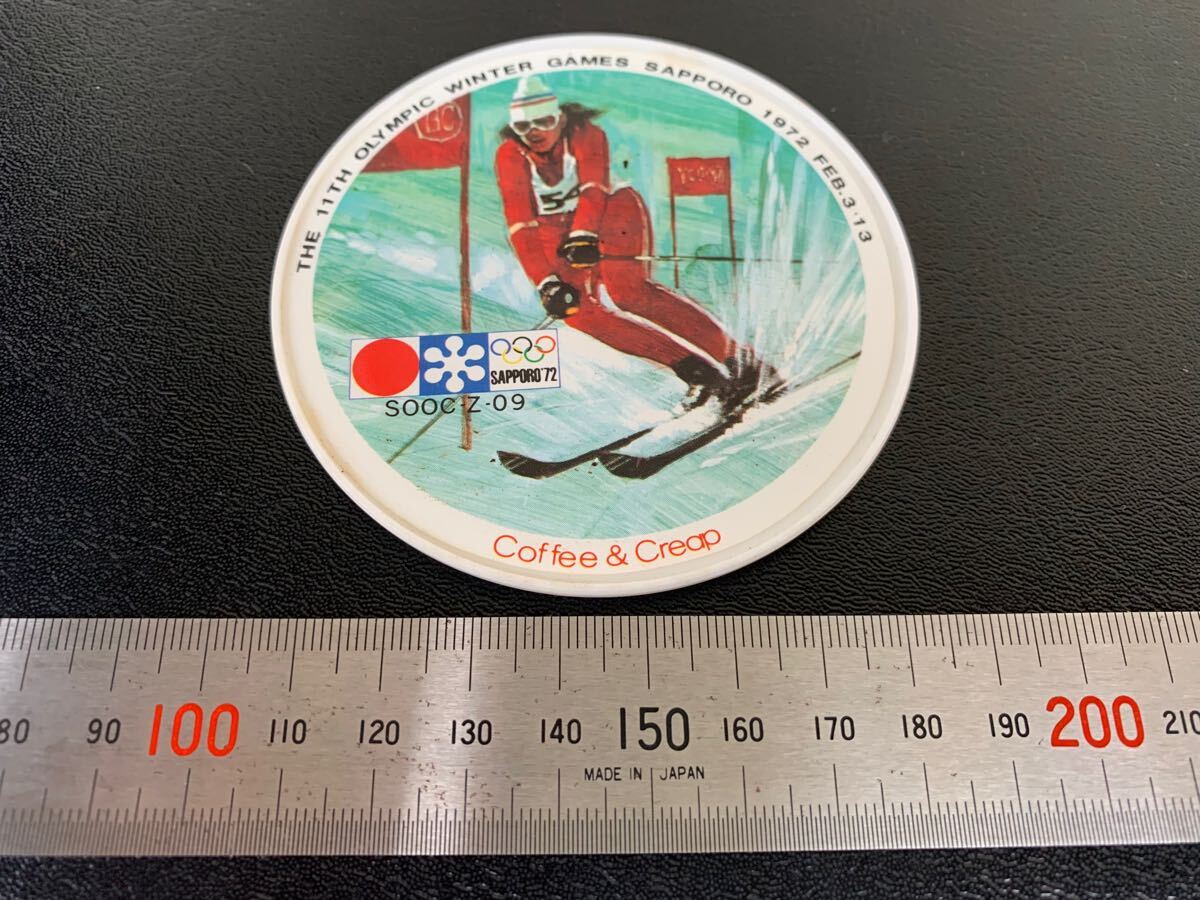 THE 11TH OLYMPIC WINTER GAMES SAPPORO 1972 FEB.3·13
54
SAPPORO'72
SOOC-Z-09
Coffee & Creap
80 90 100 110 120 130 140 150 160 170 180 190 200 210
MADE IN JAPAN